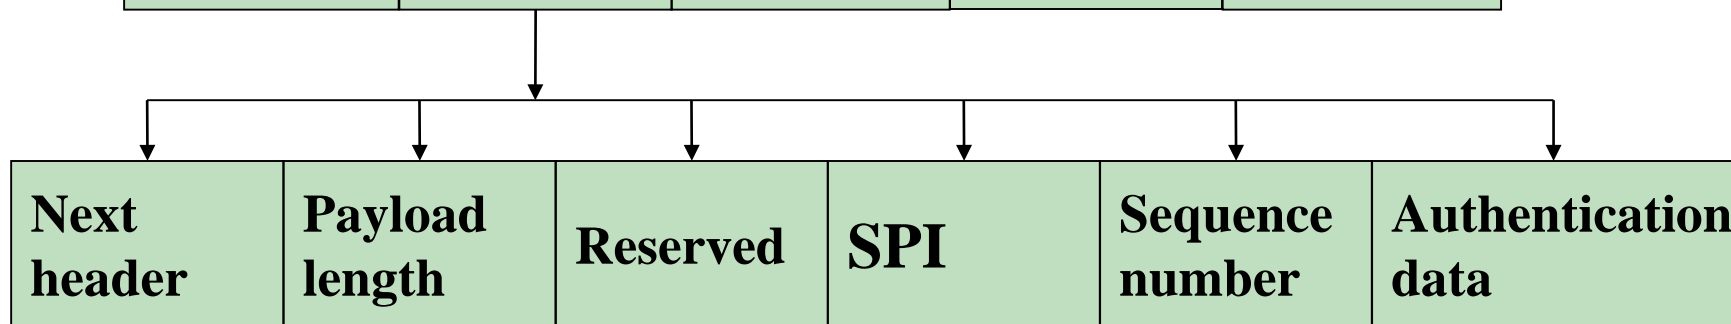 Next
header
Payload
length
Reserved
SPI
Sequence
number
Authentication
data